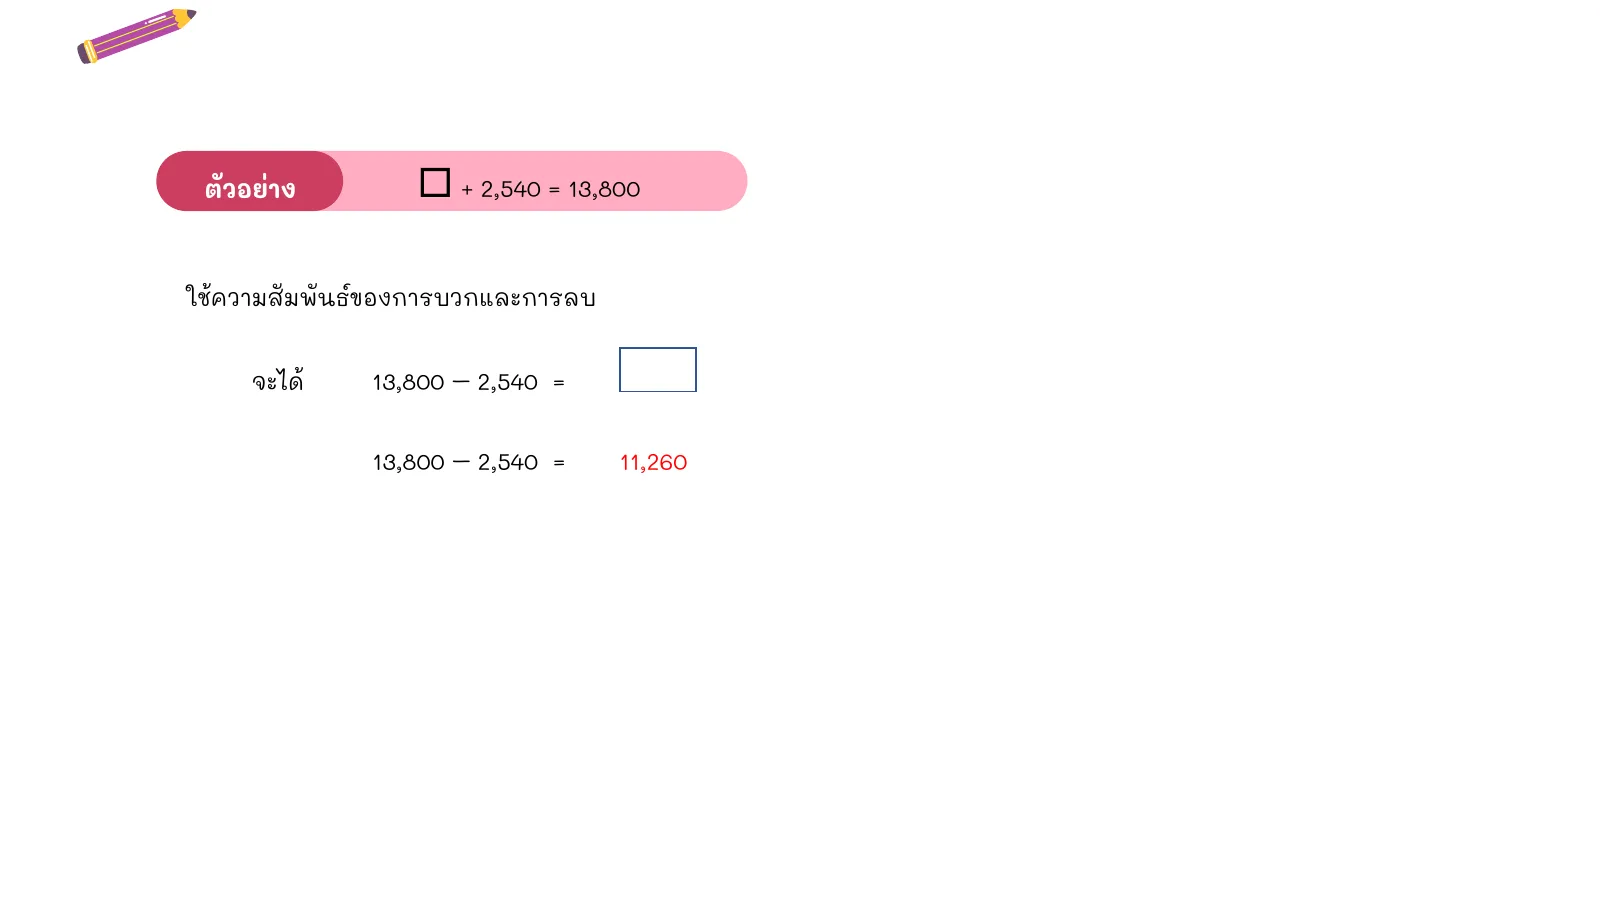 ตัวอย่าง □ + 2,540 = 13,800
ใช้ความสัมพันธ์ของการบวกและการลบ
จะได้ 13,800 – 2,540 =
13,800 – 2,540 = 11,260